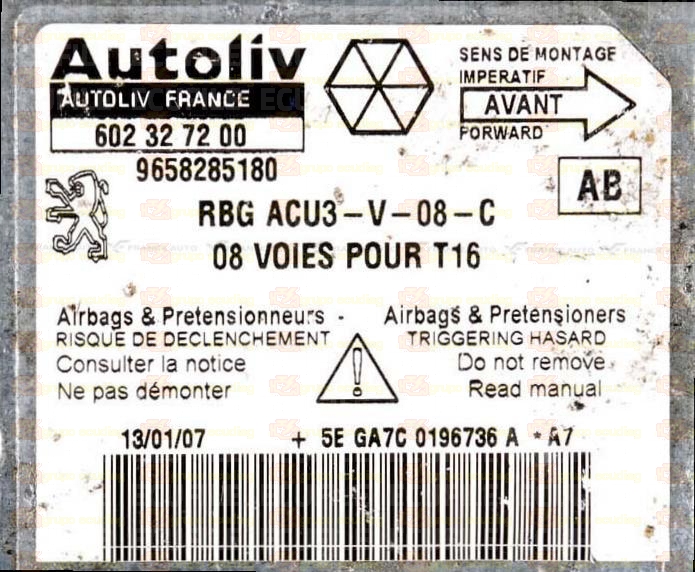 Autoliv
AUTOLIV FRANCE
602 32 72 00
9658285180
SENS DE MONTAGE
IMPERATIF
AVANT
FORWARD
AB
RBG ACU3-V-08-C
08 VOIES POUR T16
Airbags & Pretensionneurs -
RISQUE DE DECLENCHEMENT
Consulter la notice
Ne pas démonter
Airbags & Pretensioners
TRIGGERING HASARD
Do not remove
Read manual
13/01/07 + 5E GA7C 0196736 A * A7